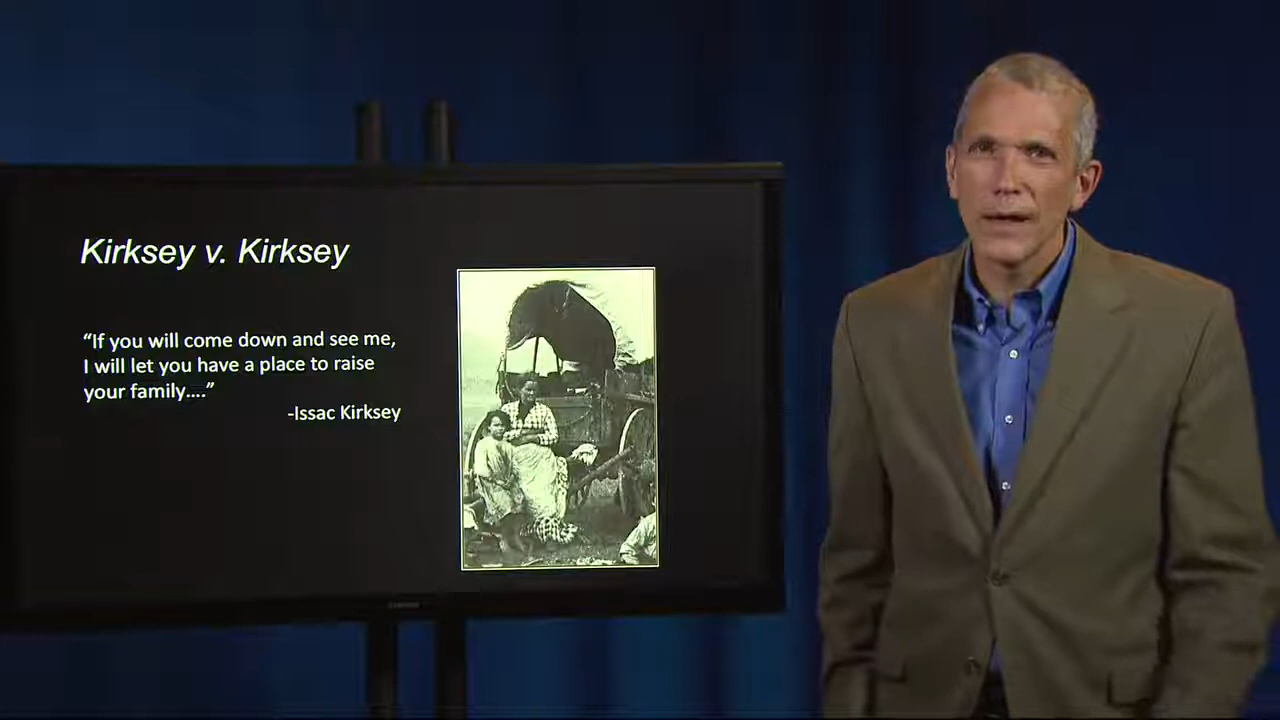 Kirksey v. Kirksey
“If you will come down and see me,
I will let you have a place to raise
your family....”
-Issac Kirksey